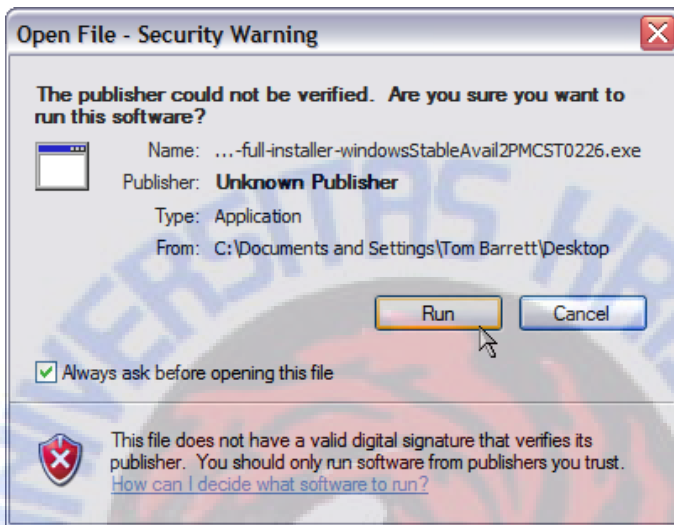 Open File - Security Warning
The publisher could not be verified. Are you sure you want to
run this software?
Name: ...-full-installer-windowsStableAvail2PMCST0226.exe
Publisher: Unknown Publisher
Type: Application
From: C:\Documents and Settings\Tom Barrett\Desktop
Run Cancel
Always ask before opening this file
This file does not have a valid digital signature that verifies its
publisher. You should only run software from publishers you trust.
How can I decide what software to run?
UNIVERSITAS KRIS